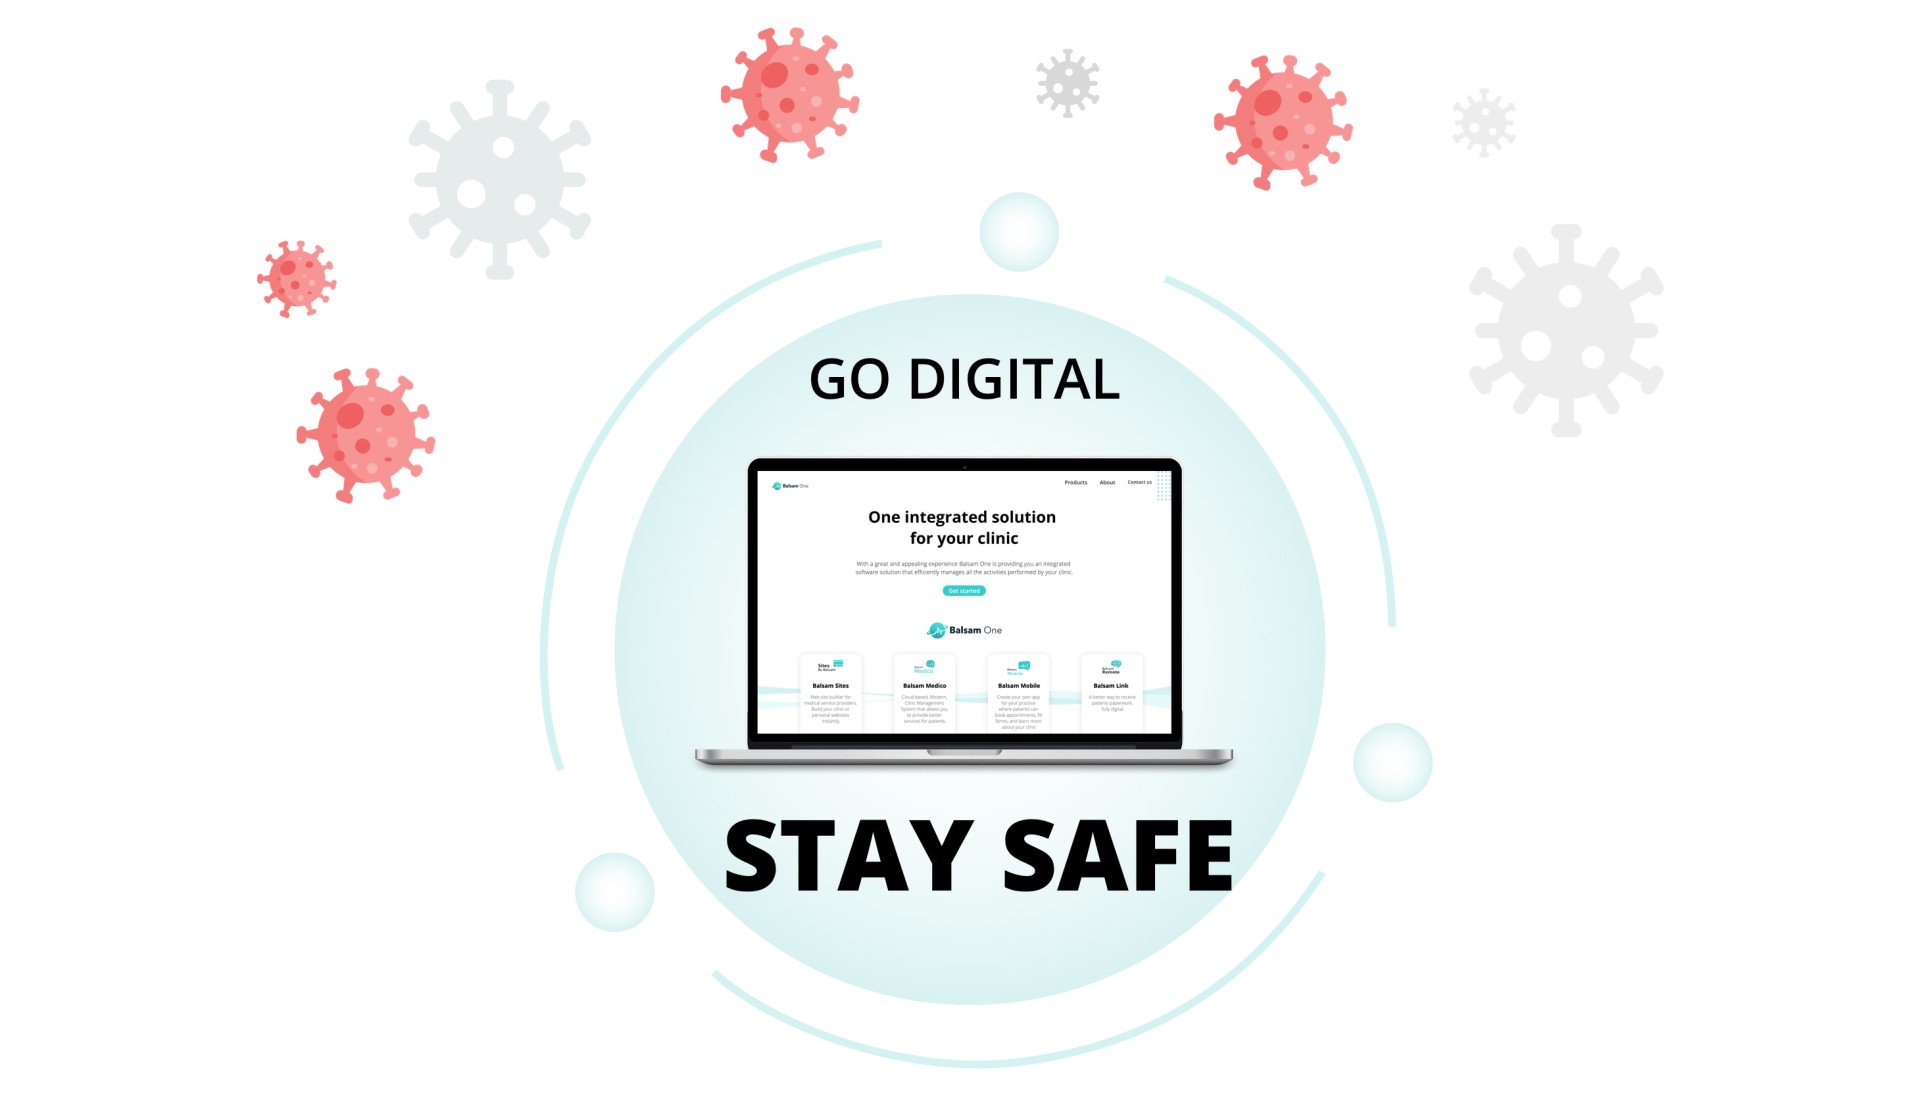 GO DIGITAL
Balsam One
Products About Contact us
One integrated solution
for your clinic
With a great and appealing experience Balsam One is providing you an integrated
software solution that efficiently manages all the activities performed by your clinic.
Get started
Balsam One
Sites
By Balsam
Balsam Sites
Web site builder for
medical service providers.
Build your clinic or
personal websites
instantly.
Medico
Balsam Medico
Cloud-based, Modern,
Clinic Management
System that allows you
to provide better
services for patients.
Balsam Mobile
Create your own app
for your practice
where patients can
book appointments, fill
forms, and learn more
about your clinic
Balsam Link
A better way to receive
patients paperwork,
fully digital
STAY SAFE